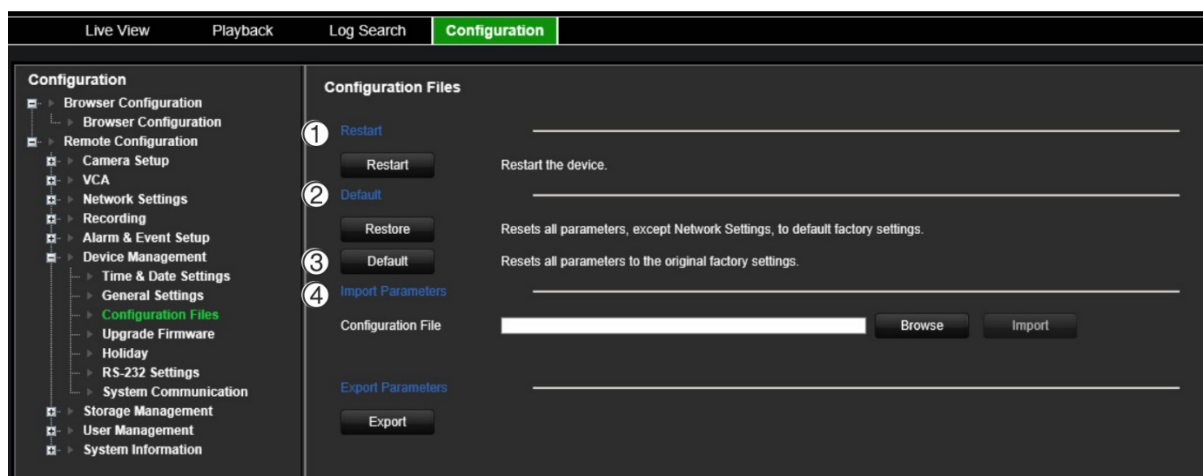 Live View Playback Log Search Configuration
Configuration
Browser Configuration
Browser Configuration
Remote Configuration
Camera Setup
VCA
Network Settings
Recording
Alarm & Event Setup
Device Management
Time & Date Settings
General Settings
Configuration Files
Upgrade Firmware
Holiday
RS-232 Settings
System Communication
Storage Management
User Management
System Information
Configuration Files
① Restart
Restart Restart the device.
② Default
Restore Resets all parameters, except Network Settings, to default factory settings.
③ Default Resets all parameters to the original factory settings.
④ Import Parameters
Configuration File Browse Import
Export Parameters
Export